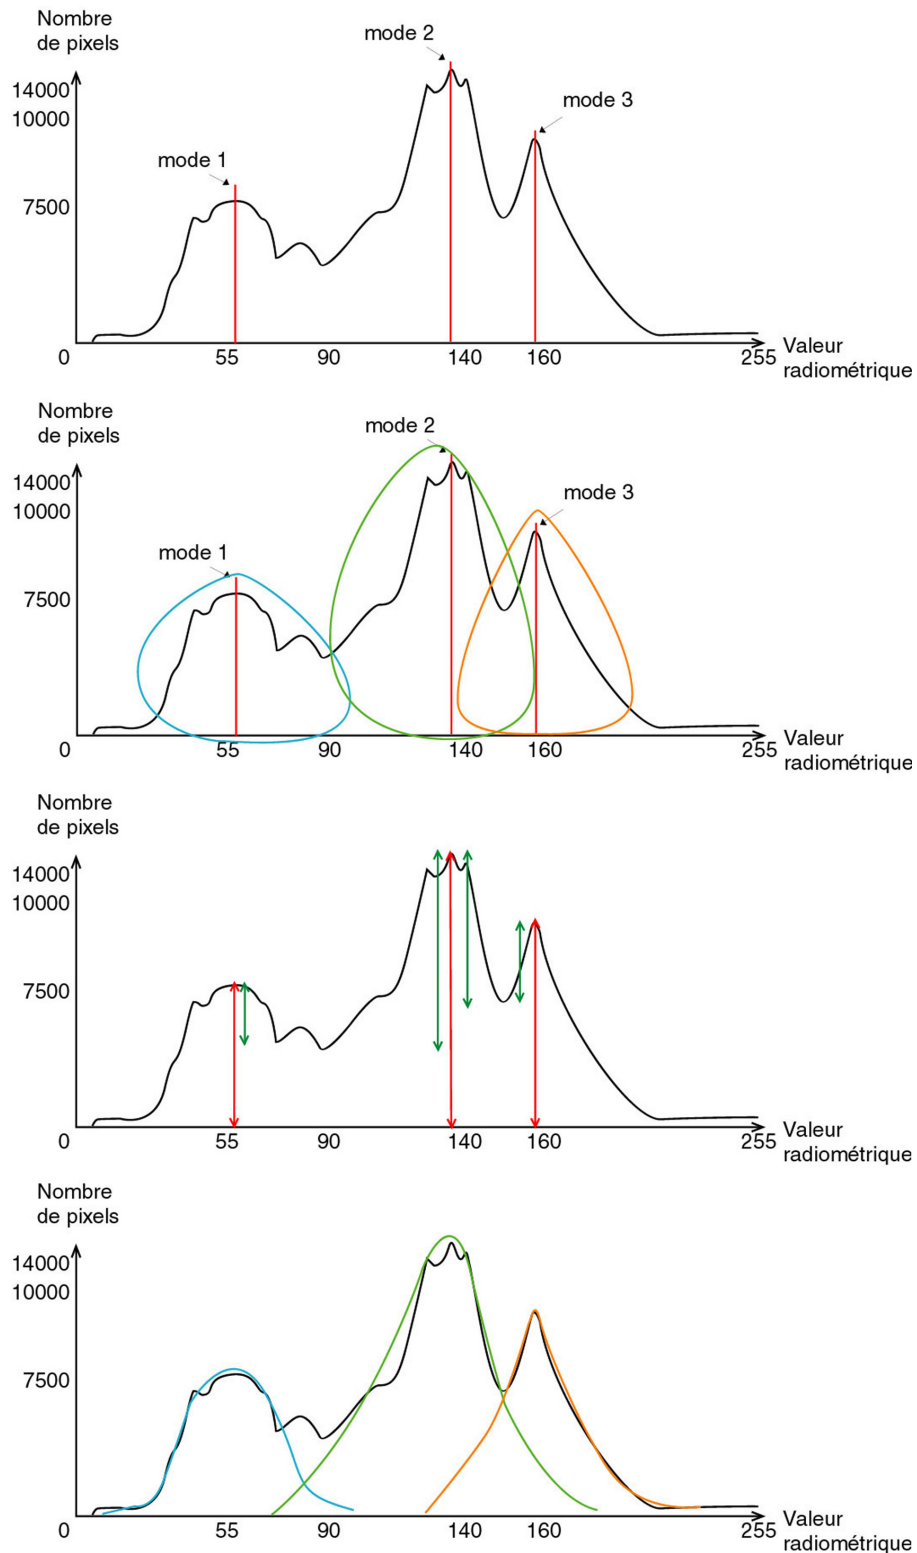 Nombre
de pixels
mode 2
14000
mode 3
10000
mode 1
7500
0 55 90 140 160 255 Valeur
radiométrique
Nombre
de pixels
mode 2
14000
mode 3
10000
mode 1
7500
0 55 90 140 160 255 Valeur
radiométrique
Nombre
de pixels
14000
10000
7500
0 55 90 140 160 255 Valeur
radiométrique
Nombre
de pixels
14000
10000
7500
0 55 90 140 160 255 Valeur
radiométrique